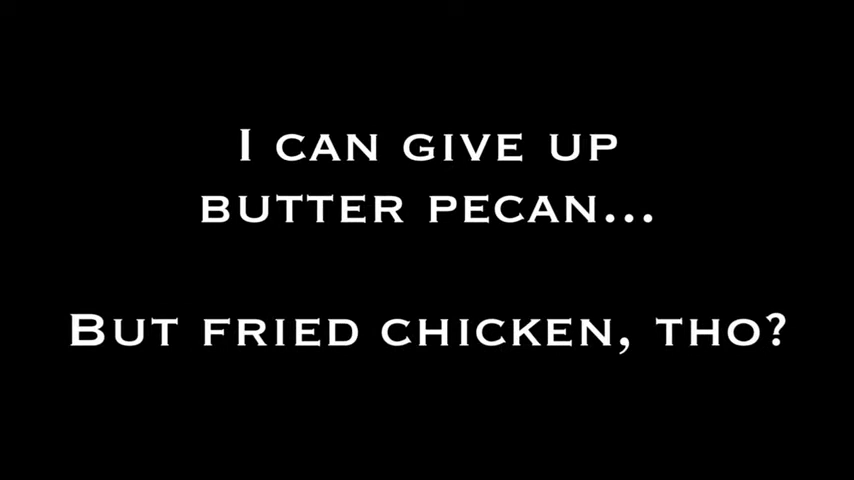 I CAN GIVE UP
BUTTER PECAN...
BUT FRIED CHICKEN, THO?